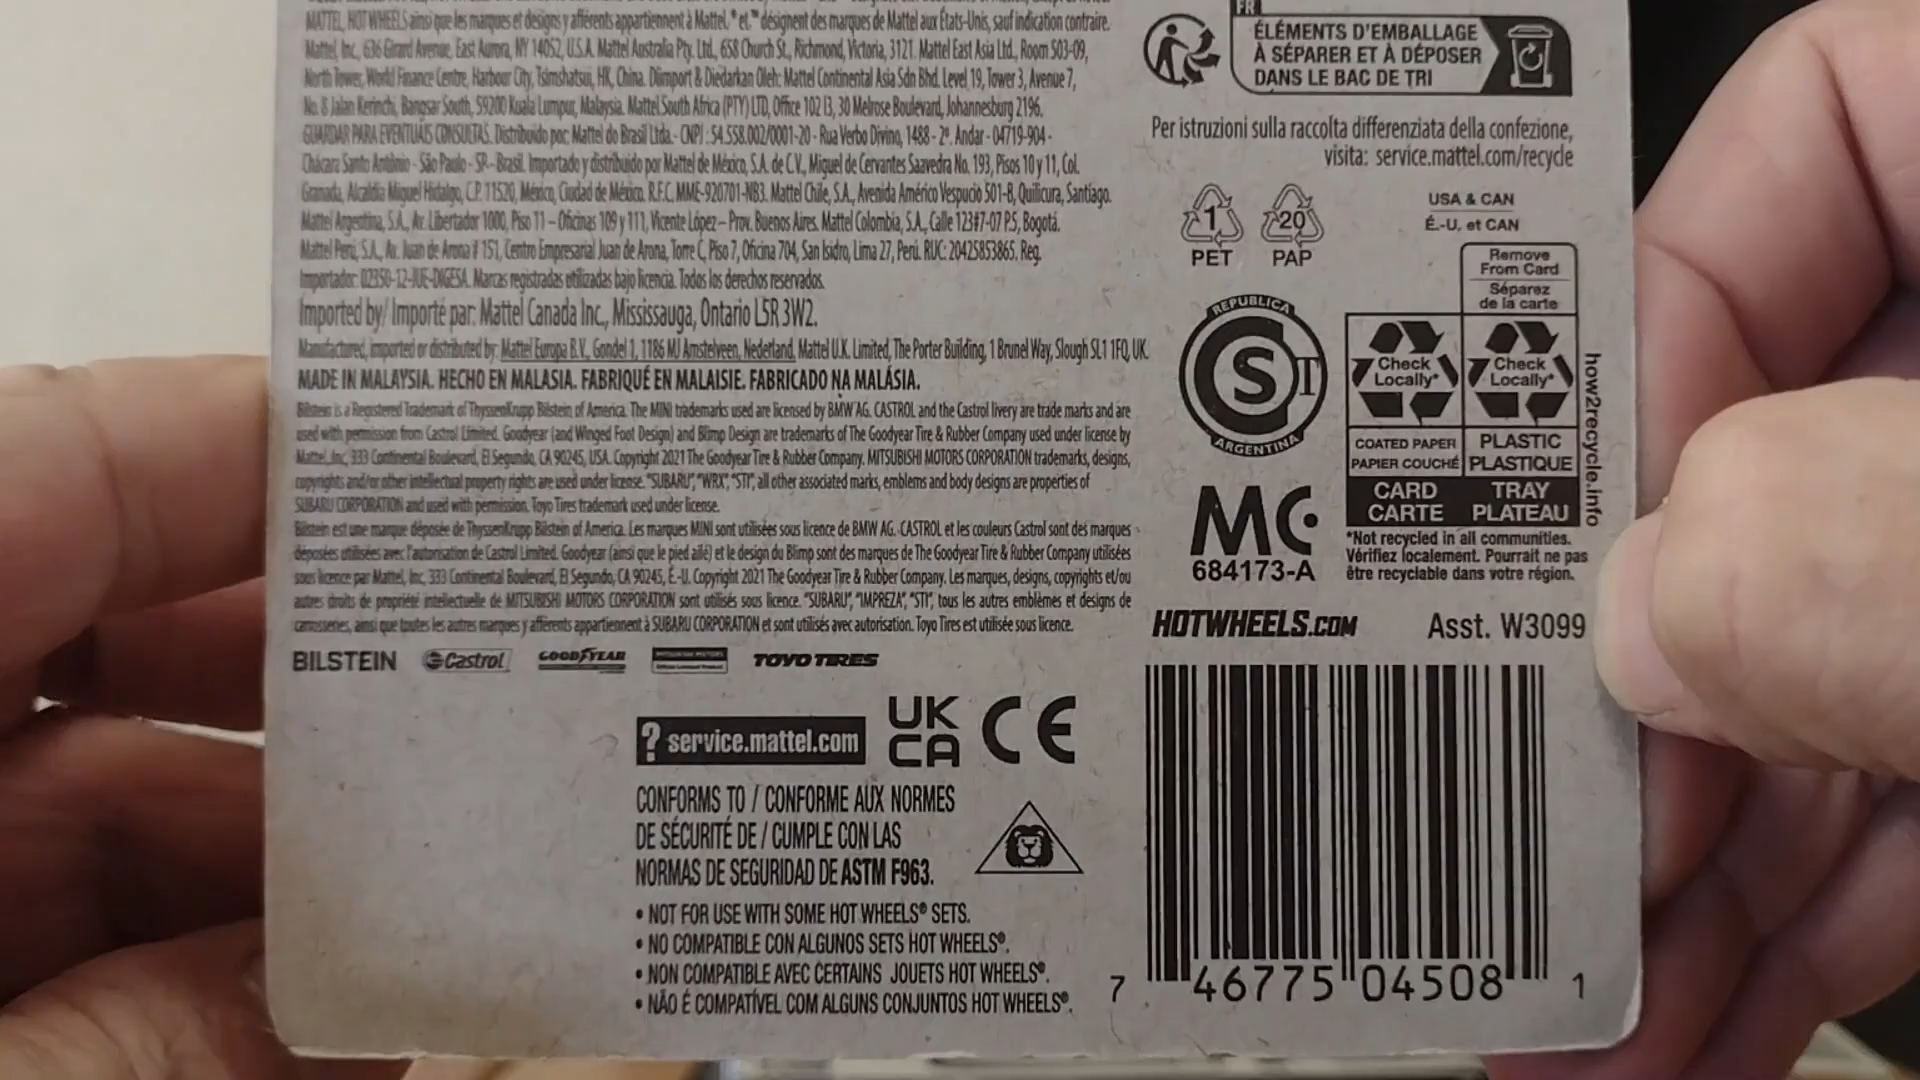 MATTEL, HOT WHEELS ainsi que les marques et designs y afférents appartiennent à Mattel. ® et ™ désignent des marques de Mattel aux États-Unis, sauf indication contraire.
Mattel, Inc., 636 Girard Avenue, East Aurora, NY 14052, U.S.A. Mattel Australia Pty. Ltd., 658 Church St., Richmond, Victoria, 3121. Mattel East Asia Ltd., Room 503-09,
North Tower, World Finance Centre, Harbour City, Tsimshatsui, HK, China. Diimport & Diedarkan Oleh: Mattel Continental Asia Sdn Bhd. Level 19, Tower 3, Avenue 7,
No. 8 Jalan Kerinchi, Bangsar South, 59200 Kuala Lumpur, Malaysia. Mattel South Africa (PTY) LTD, Office 102 I3, 30 Melrose Boulevard, Johannesburg 2196.
GUARDAR PARA EVENTUAIS CONSULTAS. Distribuido por: Mattel do Brasil Ltda. - CNPJ : 54.558.002/0001-20 - Rua Verbo Divino, 1488 - 2º. Andar - 04719-904 -
Chácara Santo Antônio - São Paulo - SP - Brasil. Importado y distribuido por Mattel de México, S.A. de C.V., Miguel de Cervantes Saavedra No. 193, Pisos 10 y 11, Col.
Granada, Alcaldía Miguel Hidalgo, C.P. 11520, México, Ciudad de México. R.F.C. MME-920701-NB3. Mattel Chile, S.A., Avenida Américo Vespucio 501-B, Quilicura, Santiago.
Mattel Argentina, S.A., Av. Libertador 1000, Piso 11 – Oficinas 109 y 111, Vicente López – Prov. Buenos Aires. Mattel Colombia, S.A., Calle 123#7-07 P.5, Bogotá.
Mattel Perú, S.A., Av. Juan de Arona # 151, Centro Empresarial Juan de Arona, Torre C, Piso 7, Oficina 704, San Isidro, Lima 27, Perú. RUC: 20425853865. Reg.
Importador: 02350-12-JUE-DIGESA. Marcas registradas utilizadas bajo licencia. Todos los derechos reservados.
Imported by/ Importé par: Mattel Canada Inc., Mississauga, Ontario L5R 3W2.
Manufactured, imported or distributed by: Mattel Europa B.V., Gondel 1, 1186 MJ Amstelveen, Nederland. Mattel U.K. Limited, The Porter Building, 1 Brunel Way, Slough SL1 1FQ, UK.
MADE IN MALAYSIA. HECHO EN MALASIA. FABRIQUÉ EN MALAISIE. FABRICADO NA MALÁSIA.
Bilstein is a Registered Trademark of ThyssenKrupp Bilstein of America. The MINI trademarks used are licensed by BMW AG. CASTROL and the Castrol livery are trade marks and are
used with permission from Castrol Limited. Goodyear (and Winged Foot Design) and Blimp Design are trademarks of The Goodyear Tire & Rubber Company used under license by
Mattel, Inc, 333 Continental Boulevard, El Segundo, CA 90245, USA. Copyright 2021 The Goodyear Tire & Rubber Company. MITSUBISHI MOTORS CORPORATION trademarks, designs,
copyrights and/or other intellectual property rights are used under license. "SUBARU", "WRX", "STI", all other associated marks, emblems and body designs are properties of
SUBARU CORPORATION and used with permission. Toyo Tires trademark used under license.
Bilstein est une marque déposée de ThyssenKrupp Bilstein of America. Les marques MINI sont utilisées sous licence de BMW AG. CASTROL et les couleurs Castrol sont des marques
déposées utilisées avec l'autorisation de Castrol Limited. Goodyear (ainsi que le pied ailé) et le design du Blimp sont des marques de The Goodyear Tire & Rubber Company utilisées
sous licence par Mattel, Inc, 333 Continental Boulevard, El Segundo, CA 90245, É.-U. Copyright 2021 The Goodyear Tire & Rubber Company. Les marques, designs, copyrights et/ou
autres droits de propriété intellectuelle de MITSUBISHI MOTORS CORPORATION sont utilisés sous licence. "SUBARU", "IMPREZA", "STI", tous les autres emblèmes et designs de
carrosseries, ainsi que toutes les autres marques y afférents appartiennent à SUBARU CORPORATION et sont utilisés avec autorisation. Toyo Tires est utilisée sous licence.
BILSTEIN Castrol GOODYEAR TOYO TIRES
? service.mattel.com UK CA CE
CONFORMS TO / CONFORME AUX NORMES
DE SÉCURITÉ DE / CUMPLE CON LAS
NORMAS DE SEGURIDAD DE ASTM F963.
• NOT FOR USE WITH SOME HOT WHEELS® SETS.
• NO COMPATIBLE CON ALGUNOS SETS HOT WHEELS®.
• NON COMPATIBLE AVEC CERTAINS JOUETS HOT WHEELS®.
• NÃO É COMPATÍVEL COM ALGUNS CONJUNTOS HOT WHEELS®.
FR
ÉLÉMENTS D'EMBALLAGE
À SÉPARER ET À DÉPOSER
DANS LE BAC DE TRI
Per istruzioni sulla raccolta differenziata della confezione,
visita: service.mattel.com/recycle
1 20
PET PAP
USA & CAN
É.-U. et CAN
Remove
From Card
Séparez
de la carte
Check Locally*
Check Locally*
COATED PAPER
PAPIER COUCHÉ
PLASTIC
PLASTIQUE
CARD
CARTE
TRAY
PLATEAU
how2recycle.info
*Not recycled in all communities.
Vérifiez localement. Pourrait ne pas
être recyclable dans votre région.
REPUBLICA
S T
ARGENTINA
MC
684173-A
HOTWHEELS.COM Asst. W3099
7 46775 04508 1